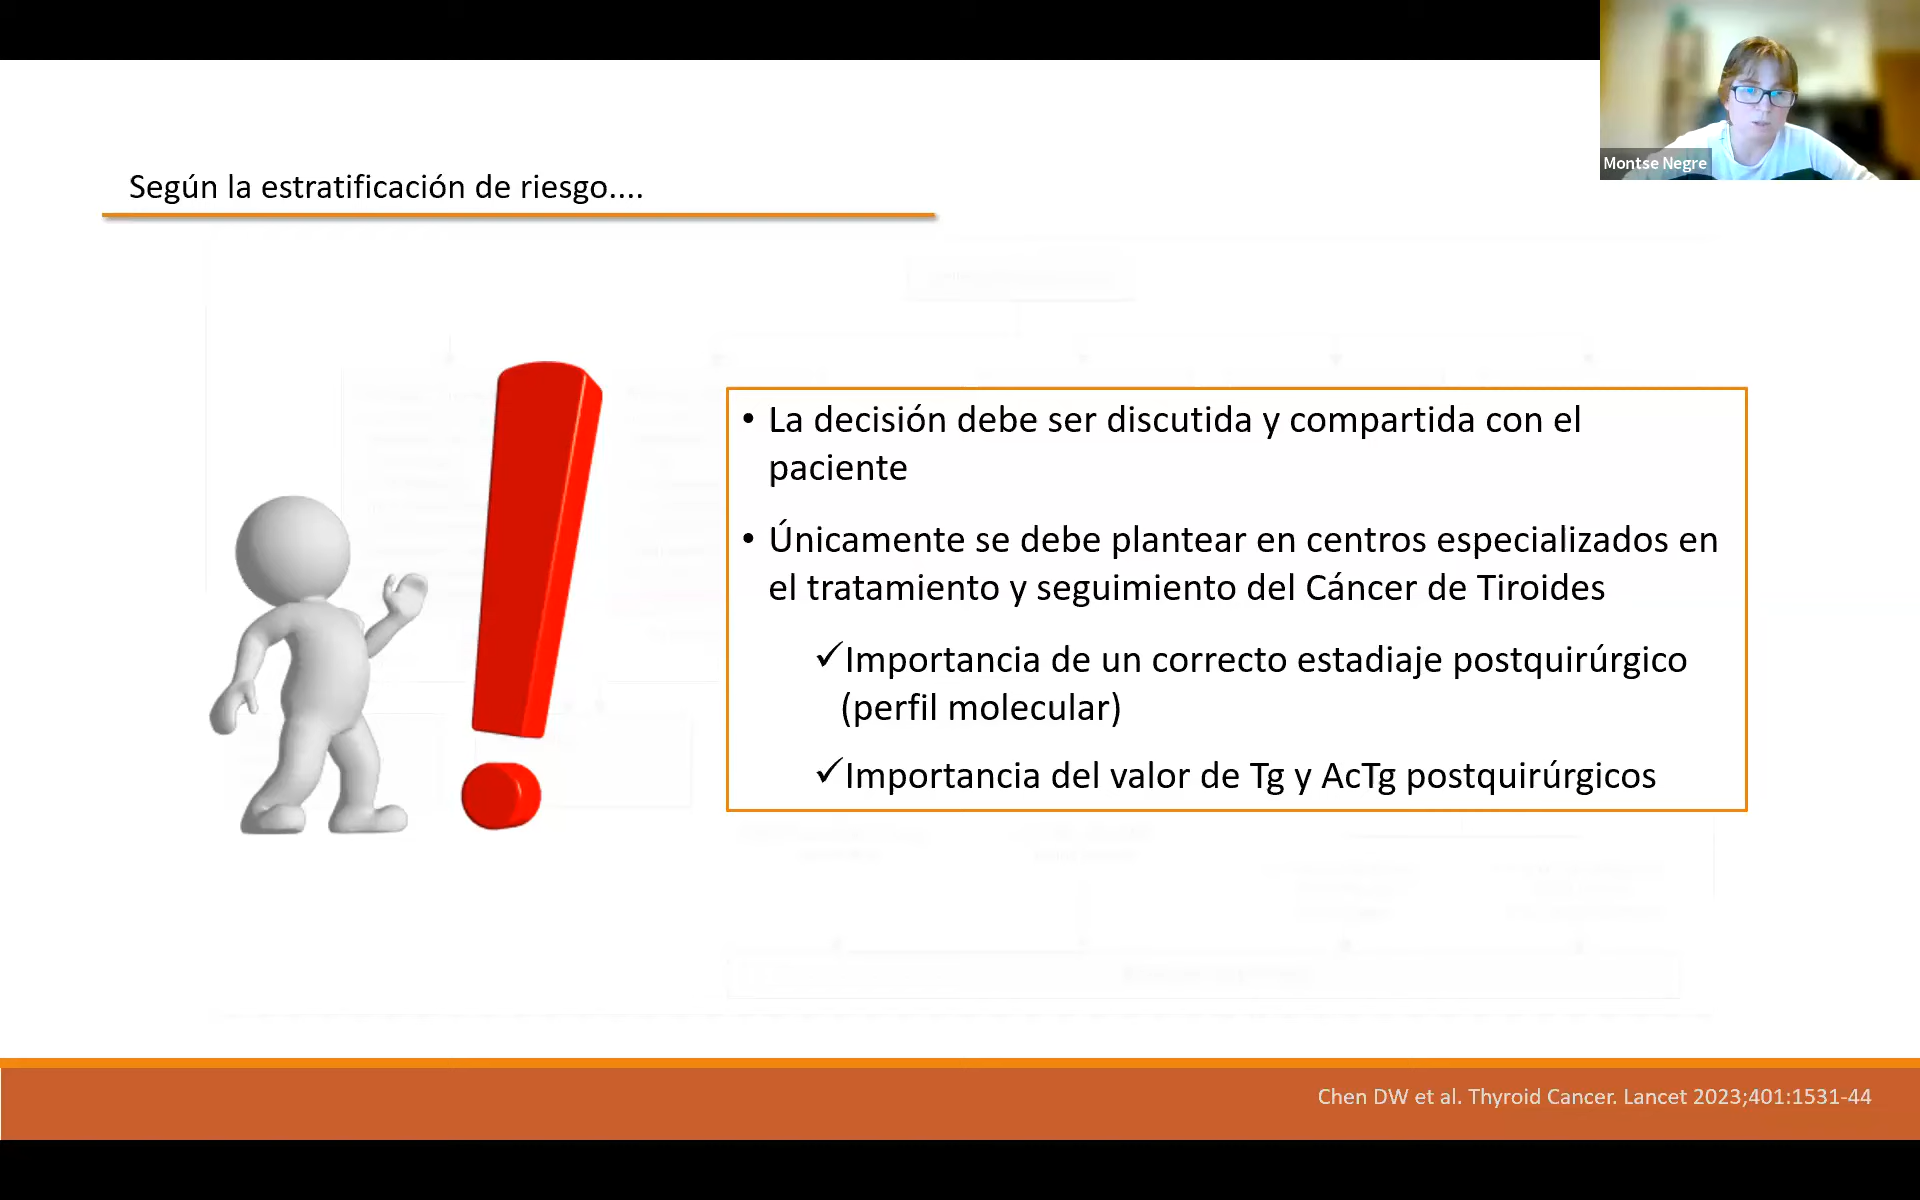 Montse Negre
Según la estratificación de riesgo....
• La decisión debe ser discutida y compartida con el
paciente
• Únicamente se debe plantear en centros especializados en
el tratamiento y seguimiento del Cáncer de Tiroides
✓Importancia de un correcto estadiaje postquirúrgico
(perfil molecular)
✓Importancia del valor de Tg y AcTg postquirúrgicos
Chen DW et al. Thyroid Cancer. Lancet 2023;401:1531-44